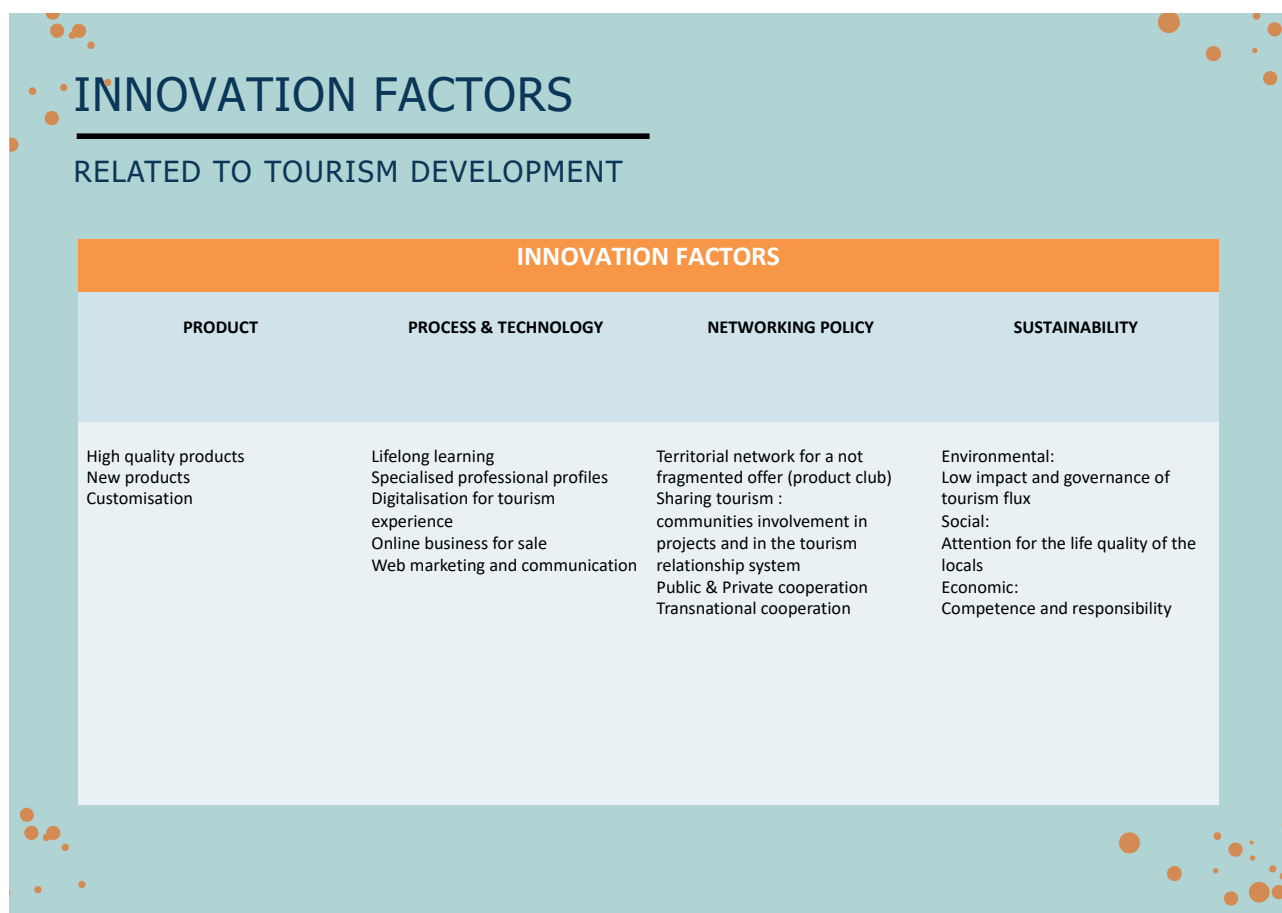 INNOVATION FACTORS
RELATED TO TOURISM DEVELOPMENT
INNOVATION FACTORS
PRODUCT
PROCESS & TECHNOLOGY
NETWORKING POLICY
SUSTAINABILITY
High quality products
New products
Customisation
Lifelong learning
Specialised professional profiles
Digitalisation for tourism
experience
Online business for sale
Web marketing and communication
Territorial network for a not
fragmented offer (product club)
Sharing tourism :
communities involvement in
projects and in the tourism
relationship system
Public & Private cooperation
Transnational cooperation
Environmental:
Low impact and governance of
tourism flux
Social:
Attention for the life quality of the
locals
Economic:
Competence and responsibility